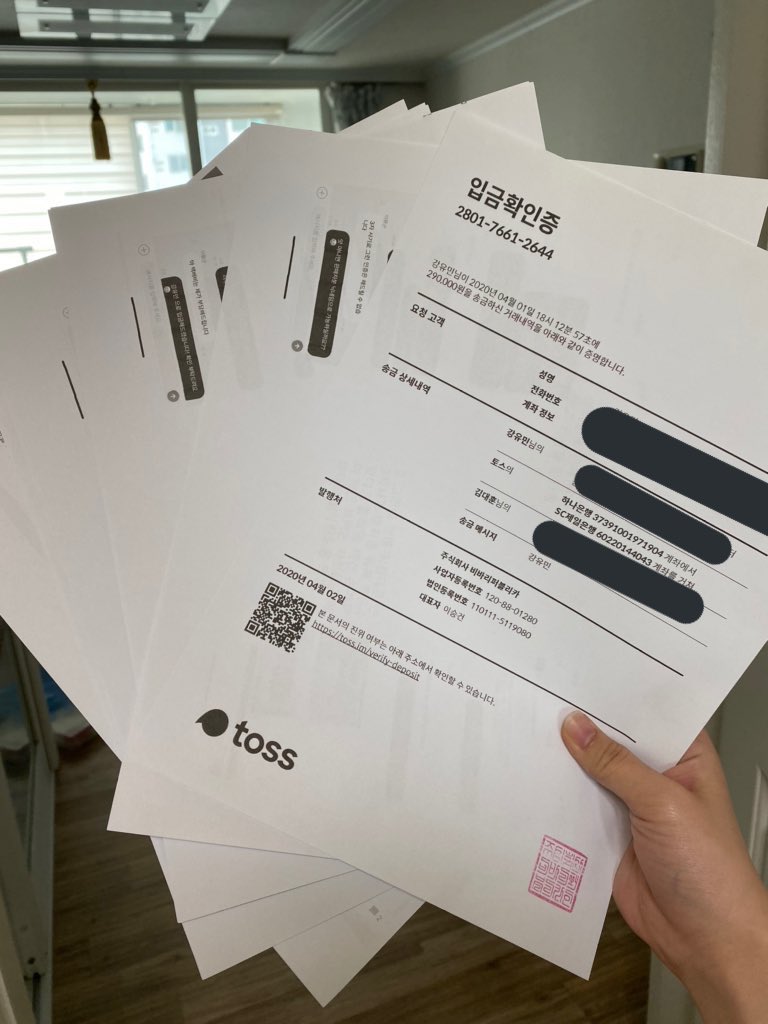 입금확인증
2801-7661-2644
강유민님이 2020년 04월 01일 18시 12분 57초에
290,000원을 송금하신 거래내역을 아래와 같이 증명합니다.
요청 고객
성명
전화번호
계좌 정보
송금 상세내역
강유민님의
토스의
하나은행 37391001971904 계좌에서
김대훈님의
SC제일은행 60220144043 계좌를 거쳐
송금 메시지
강유민
발행처
주식회사 비바리퍼블리카
사업자등록번호 120-88-01280
법인등록번호 110111-5119080
대표자 이승건
2020년 04월 02일
본 문서의 진위 여부는 아래 주소에서 확인할 수 있습니다.
https://toss.im/verify-deposit
toss
2